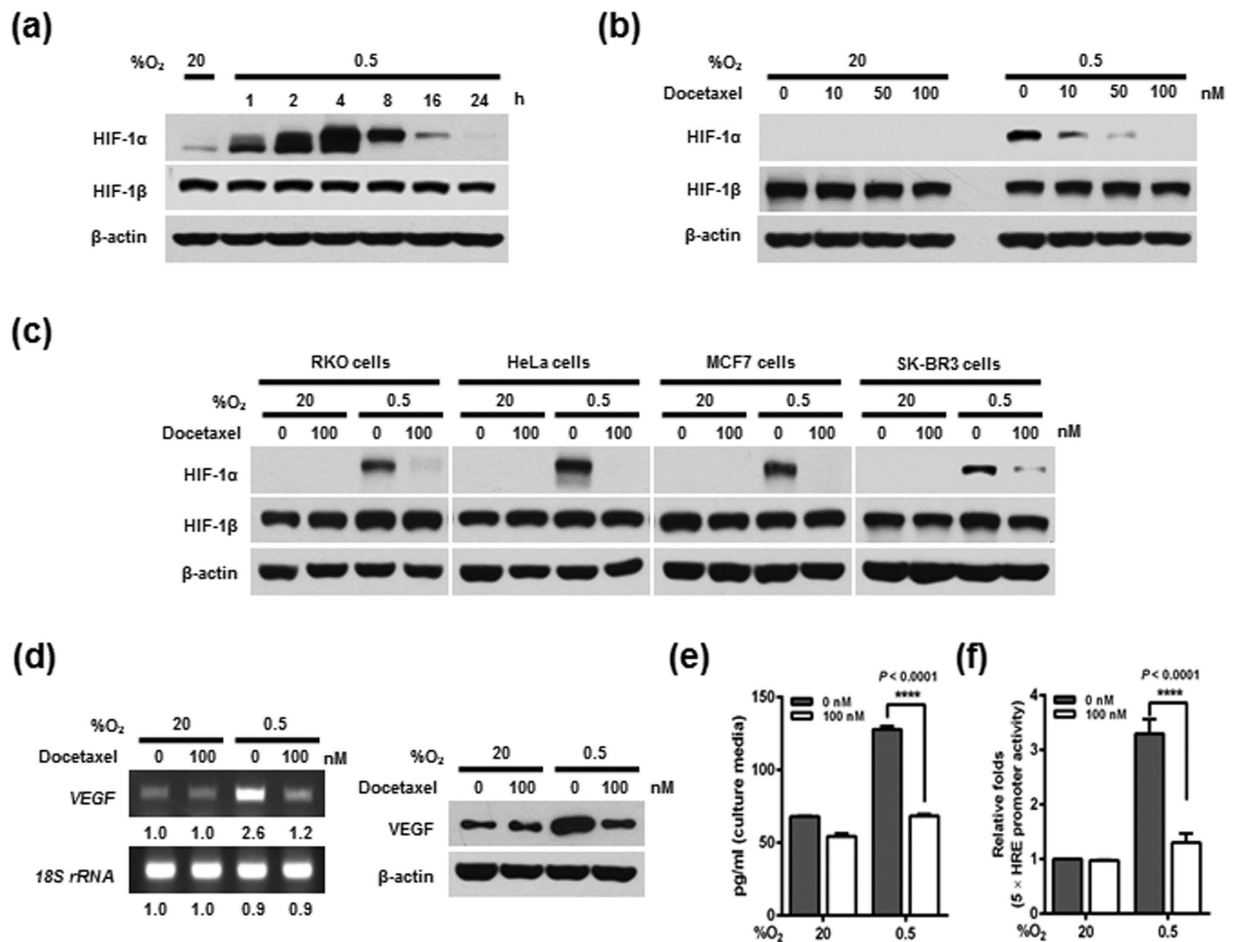 (a)
%O₂ 20 0.5
1 2 4 8 16 24 h
HIF-1α
HIF-1β
β-actin
(b)
%O₂ 20 0.5
Docetaxel 0 10 50 100 0 10 50 100 nM
HIF-1α
HIF-1β
β-actin
(c)
RKO cells HeLa cells MCF7 cells SK-BR3 cells
%O₂ 20 0.5 20 0.5 20 0.5 20 0.5
Docetaxel 0 100 0 100 0 100 0 100 0 100 0 100 0 100 0 100 nM
HIF-1α
HIF-1β
β-actin
(d)
%O₂ 20 0.5
Docetaxel 0 100 0 100 nM
VEGF
1.0 1.0 2.6 1.2
18S rRNA
1.0 1.0 0.9 0.9
%O₂ 20 0.5
Docetaxel 0 100 0 100 nM
VEGF
β-actin
(e)
P < 0.0001
****
0 nM
100 nM
pg/ml (culture media)
150
100
50
0
%O₂ 20 0.5
(f)
P < 0.0001
****
0 nM
100 nM
Relative folds
(5 × HRE promoter activity)
4
3
2
1
0
%O₂ 20 0.5